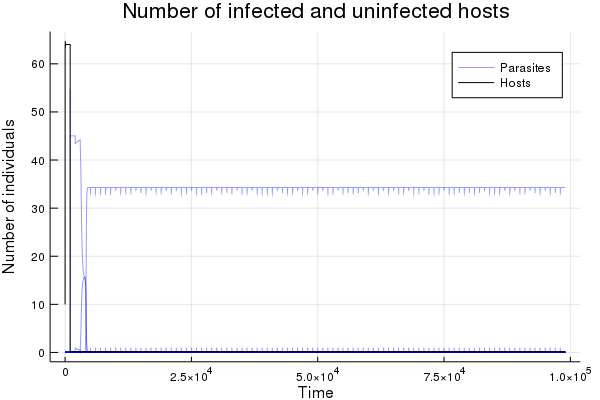 Number of infected and uninfected hosts
Number of individuals
60
50
40
30
20
10
0
Parasites
Hosts
0 2.5×10⁴ 5.0×10⁴ 7.5×10⁴ 1.0×10⁵
Time